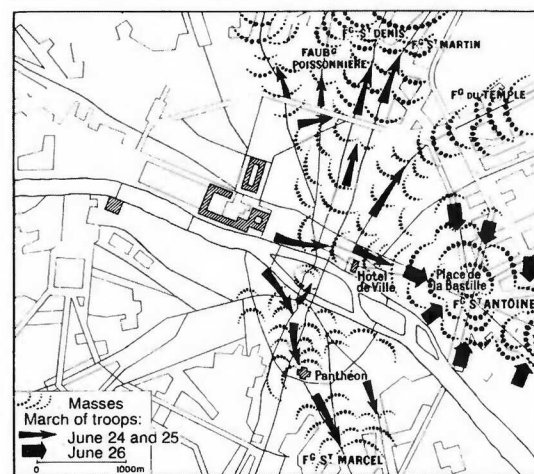 Fᴳ Sᵀ DENIS
Fᴳ Sᵀ MARTIN
FAUBᴳ
POISSONNIÈRE
Fᴳ DU TEMPLE
Hôtel
de Ville
Place de
la Bastille
Fᴳ Sᵀ ANTOINE
Panthéon
Fᴳ Sᵀ MARCEL
Masses
March of troops:
June 24 and 25
June 26
0 1000m